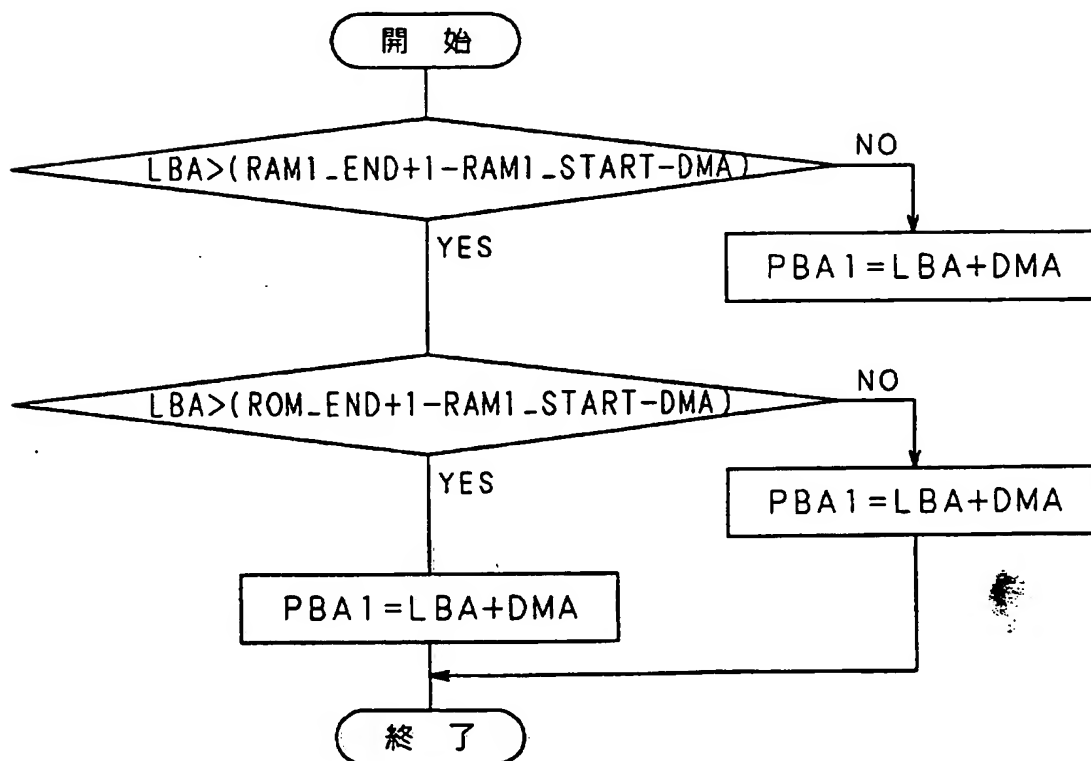 開 始
LBA>(RAM1_END+1-RAM1_START-DMA)
NO
YES
PBA1=LBA+DMA
LBA>(ROM_END+1-RAM1_START-DMA)
NO
YES
PBA1=LBA+DMA
PBA1=LBA+DMA
終 了